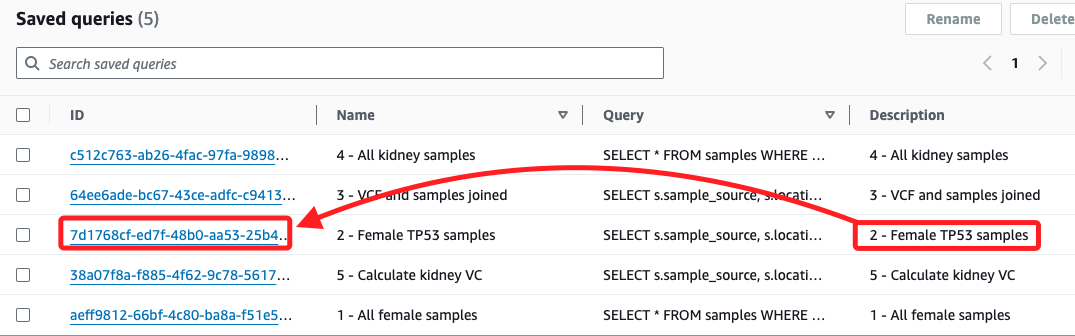 Saved queries (5)
Rename
Delete
Search saved queries
1
ID Name Query Description
c512c763-ab26-4fac-97fa-9898... 4 - All kidney samples SELECT * FROM samples WHERE ... 4 - All kidney samples
64ee6ade-bc67-43ce-adfc-c9413... 3 - VCF and samples joined SELECT s.sample_source, s.locati... 3 - VCF and samples joined
7d1768cf-ed7f-48b0-aa53-25b4.. 2 - Female TP53 samples SELECT s.sample_source, s.locati... 2 - Female TP53 samples
38a07f8a-f885-4f62-9c78-5617... 5 - Calculate kidney VC SELECT s.sample_source, s.locati... 5 - Calculate kidney VC
aeff9812-66bf-4c80-ba8a-f51e5... 1 - All female samples SELECT * FROM samples WHERE ... 1 - All female samples